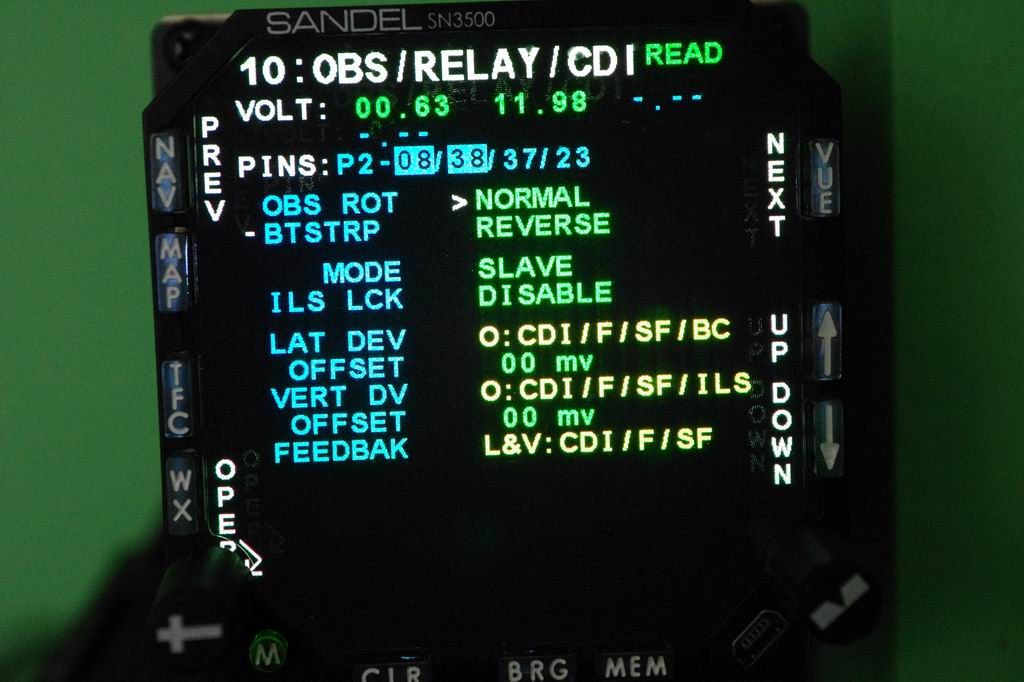 SANDEL SN3500
10:OBS/RELAY/CDI READ
VOLT: 00.63 11.98 -.--
-.--
PINS:P2-08/38/37/23
OBS ROT >NORMAL
-BTSTRP REVERSE
MODE SLAVE
ILS LCK DISABLE
LAT DEV O:CDI/F/SF/BC
OFFSET 00 mv
VERT DV O:CDI/F/SF/ILS
OFFSET 00 mv
FEEDBAK L&V:CDI/F/SF
PREV
NEXT
UP DOWN
NAV
MAP
TFC
WX
VUE
M
CLR
BRG
MEM